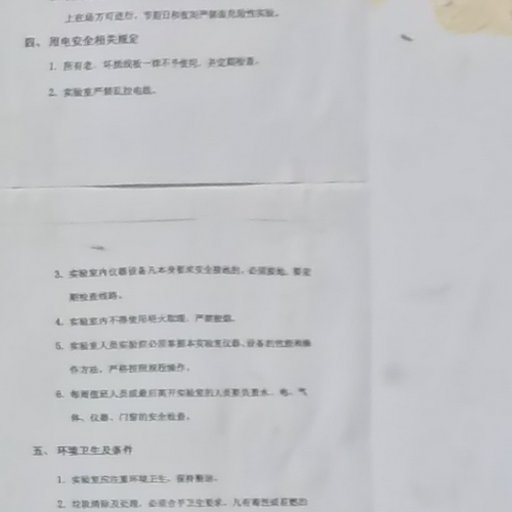 上在场方可进行。节假日和夜间严禁做危险性实验。
四、用电安全相关规定
1. 所有老、坏接线板一律不予使用，并定期检查。
2. 实验室严禁乱拉电线。
3. 实验室内仪器设备凡本身要求安全接地的，必须接地，要定
期检查线路。
4. 实验室内不得使用明火取暖，严禁抽烟。
5. 实验室人员实验前必须掌握本实验室仪器、设备的性能和操
作方法，严格按照规程操作。
6. 每周值班人员或最后离开实验室的人员要负责水、电、气
体、仪器、门窗的安全检查。
五、环境卫生及条件
1. 实验室应注重环境卫生，保持整洁。
2. 垃圾清除及处理，必须合乎卫生要求，凡有毒性或易燃的